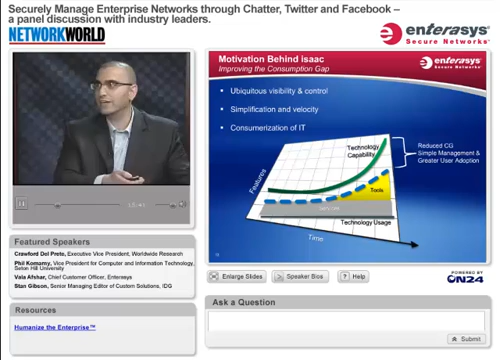 Securely Manage Enterprise Networks through Chatter, Twitter and Facebook –
a panel discussion with industry leaders.
NETWORKWORLD
enterasys
Secure Networks
Motivation Behind isaac
Improving the Consumption Gap
enterasys
Secure Networks
Ubiquitous visibility & control
Simplification and velocity
Consumerization of IT
Technology
Capability
Reduced CG
Simple Management &
Greater User Adoption
Features
Tools
Services
Technology Usage
Time
Featured Speakers
Crawford Del Prete, Executive Vice President, Worldwide Research
Phil Komarny, Vice President for Computer and Information Technology,
Seton Hill University
Vala Afshar, Chief Customer Officer, Enterasys
Stan Gibson, Senior Managing Editor of Custom Solutions, IDG
Enlarge Slides
Speaker Bios
Help
POWERED BY
ON24
Resources
Humanize the Enterprise™
Ask a Question
Submit